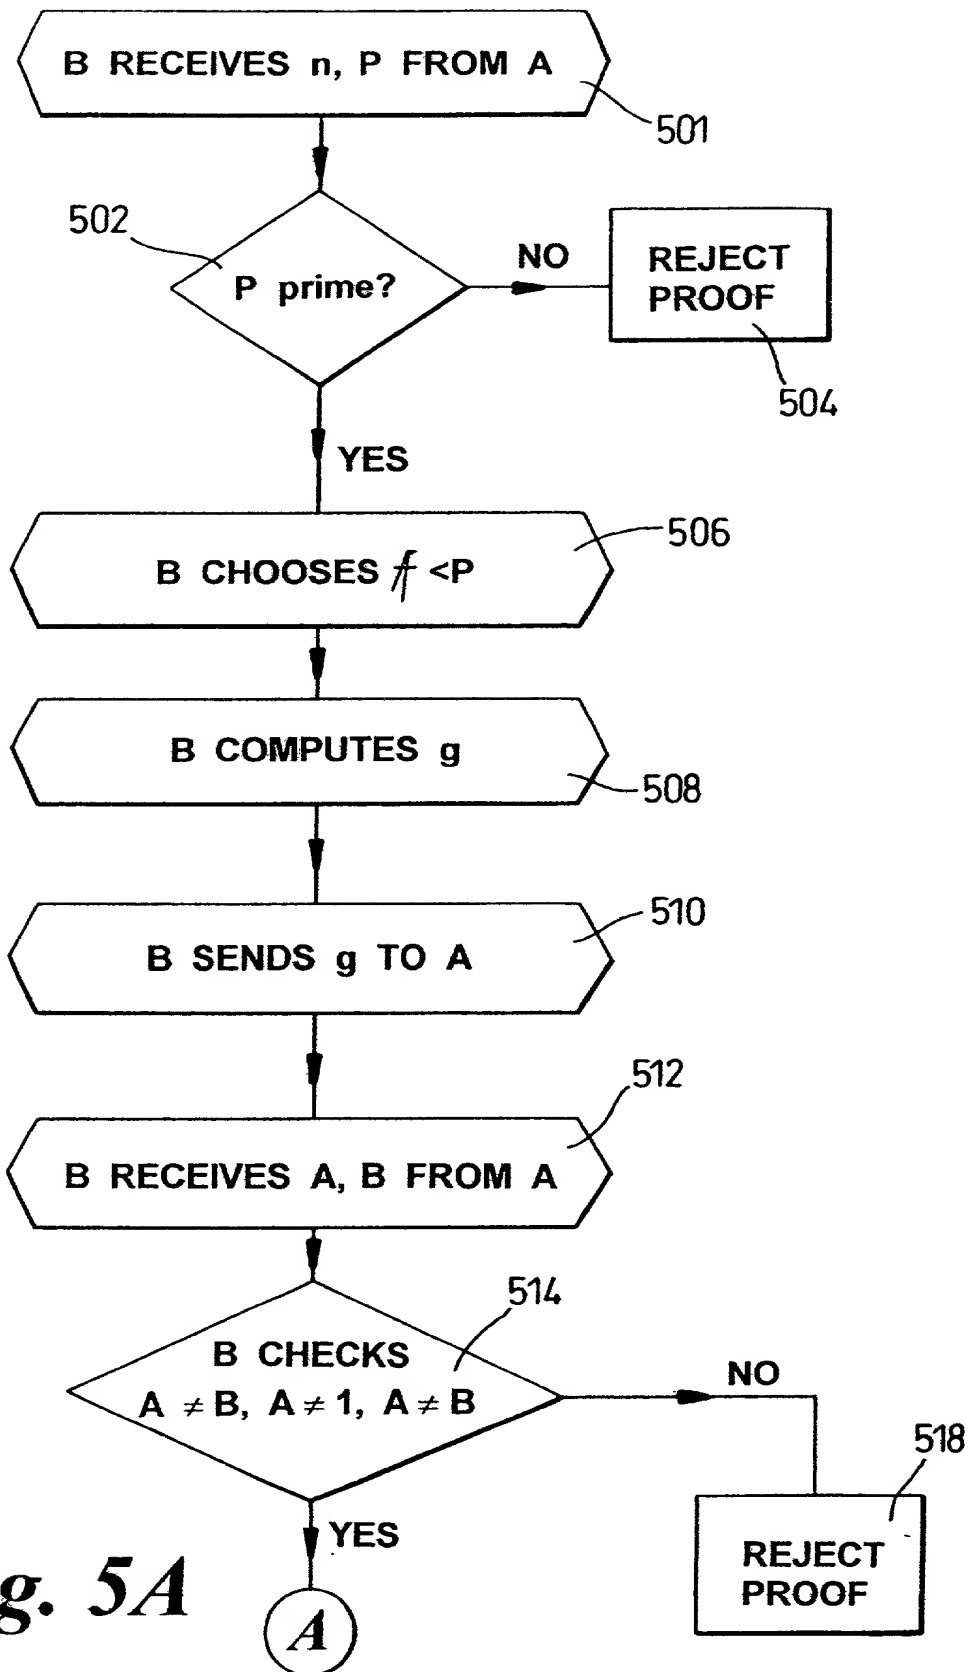 B RECEIVES n, P FROM A
501
502
P prime?
NO
REJECT
PROOF
504
YES
B CHOOSES f <P
506
B COMPUTES g
508
B SENDS g TO A
510
B RECEIVES A, B FROM A
512
514
B CHECKS
A ≠ B, A ≠ 1, A ≠ B
NO
518
REJECT
PROOF
YES
g. 5A
A